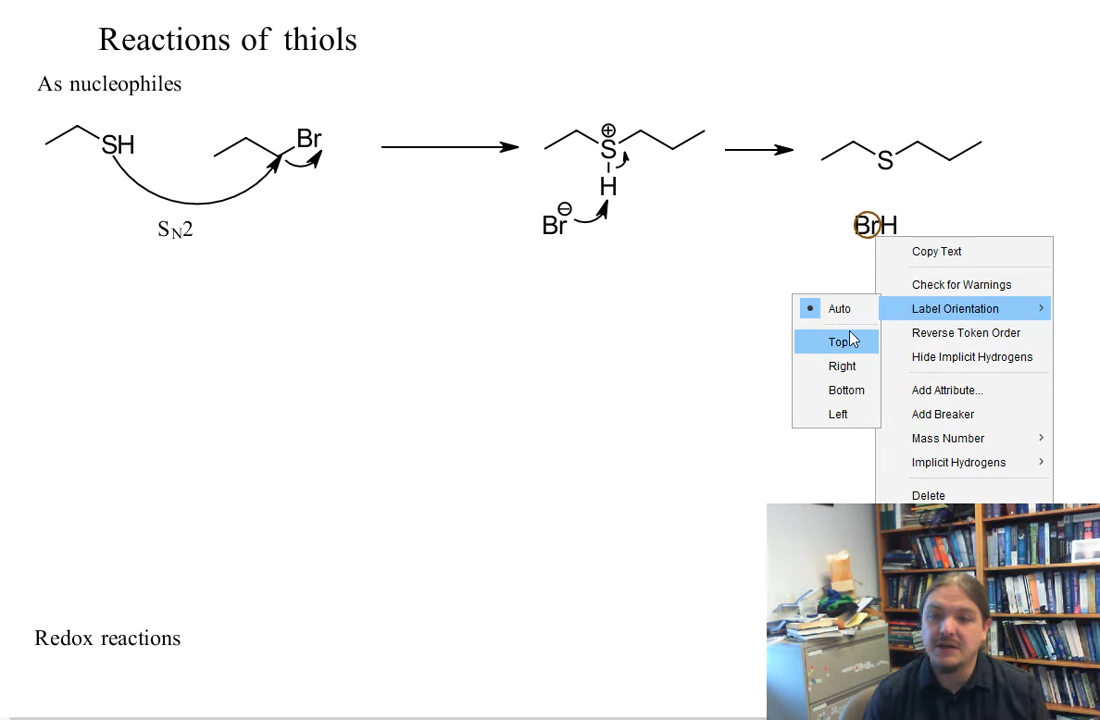 Reactions of thiols
As nucleophiles
SH
Br
S_N2
⊕
S
H
Br⊖
S
BrH
Copy Text
Check for Warnings
Label Orientation
Reverse Token Order
Hide Implicit Hydrogens
Add Attribute...
Add Breaker
Mass Number
Implicit Hydrogens
Delete
Auto
Top
Right
Bottom
Left
Redox reactions